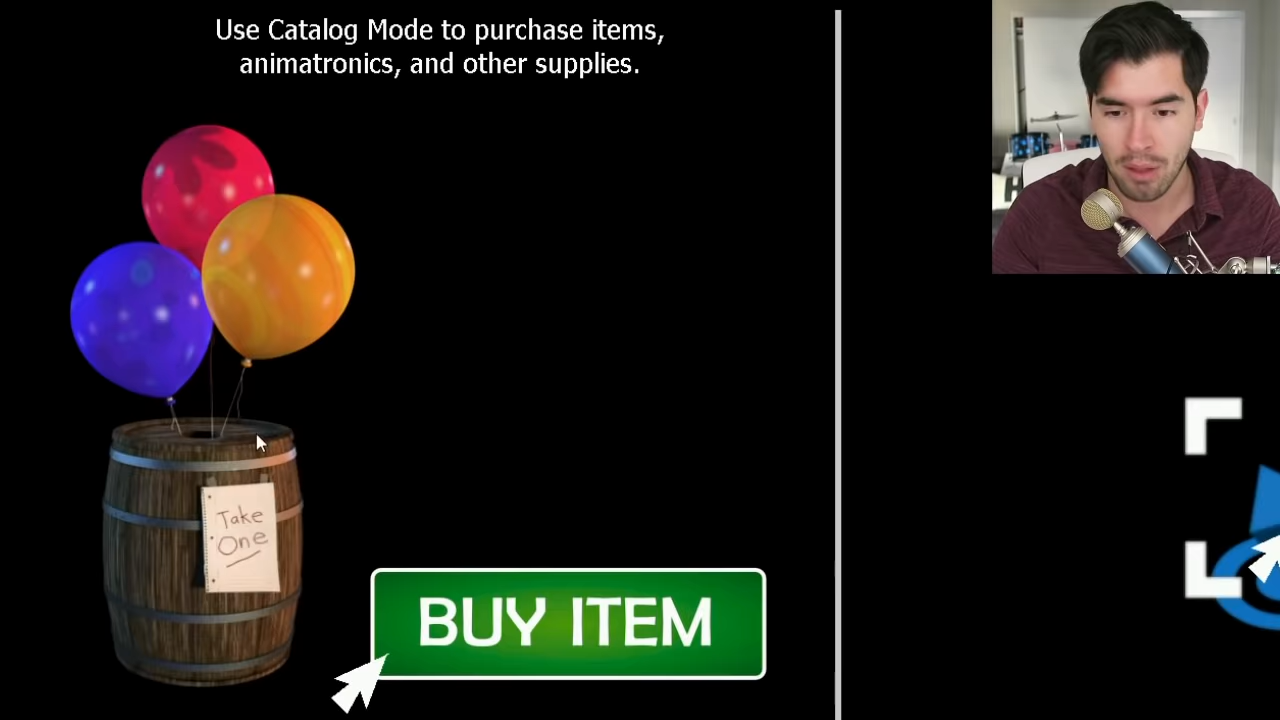 Use Catalog Mode to purchase items,
animatronics, and other supplies.
Take
One
BUY ITEM